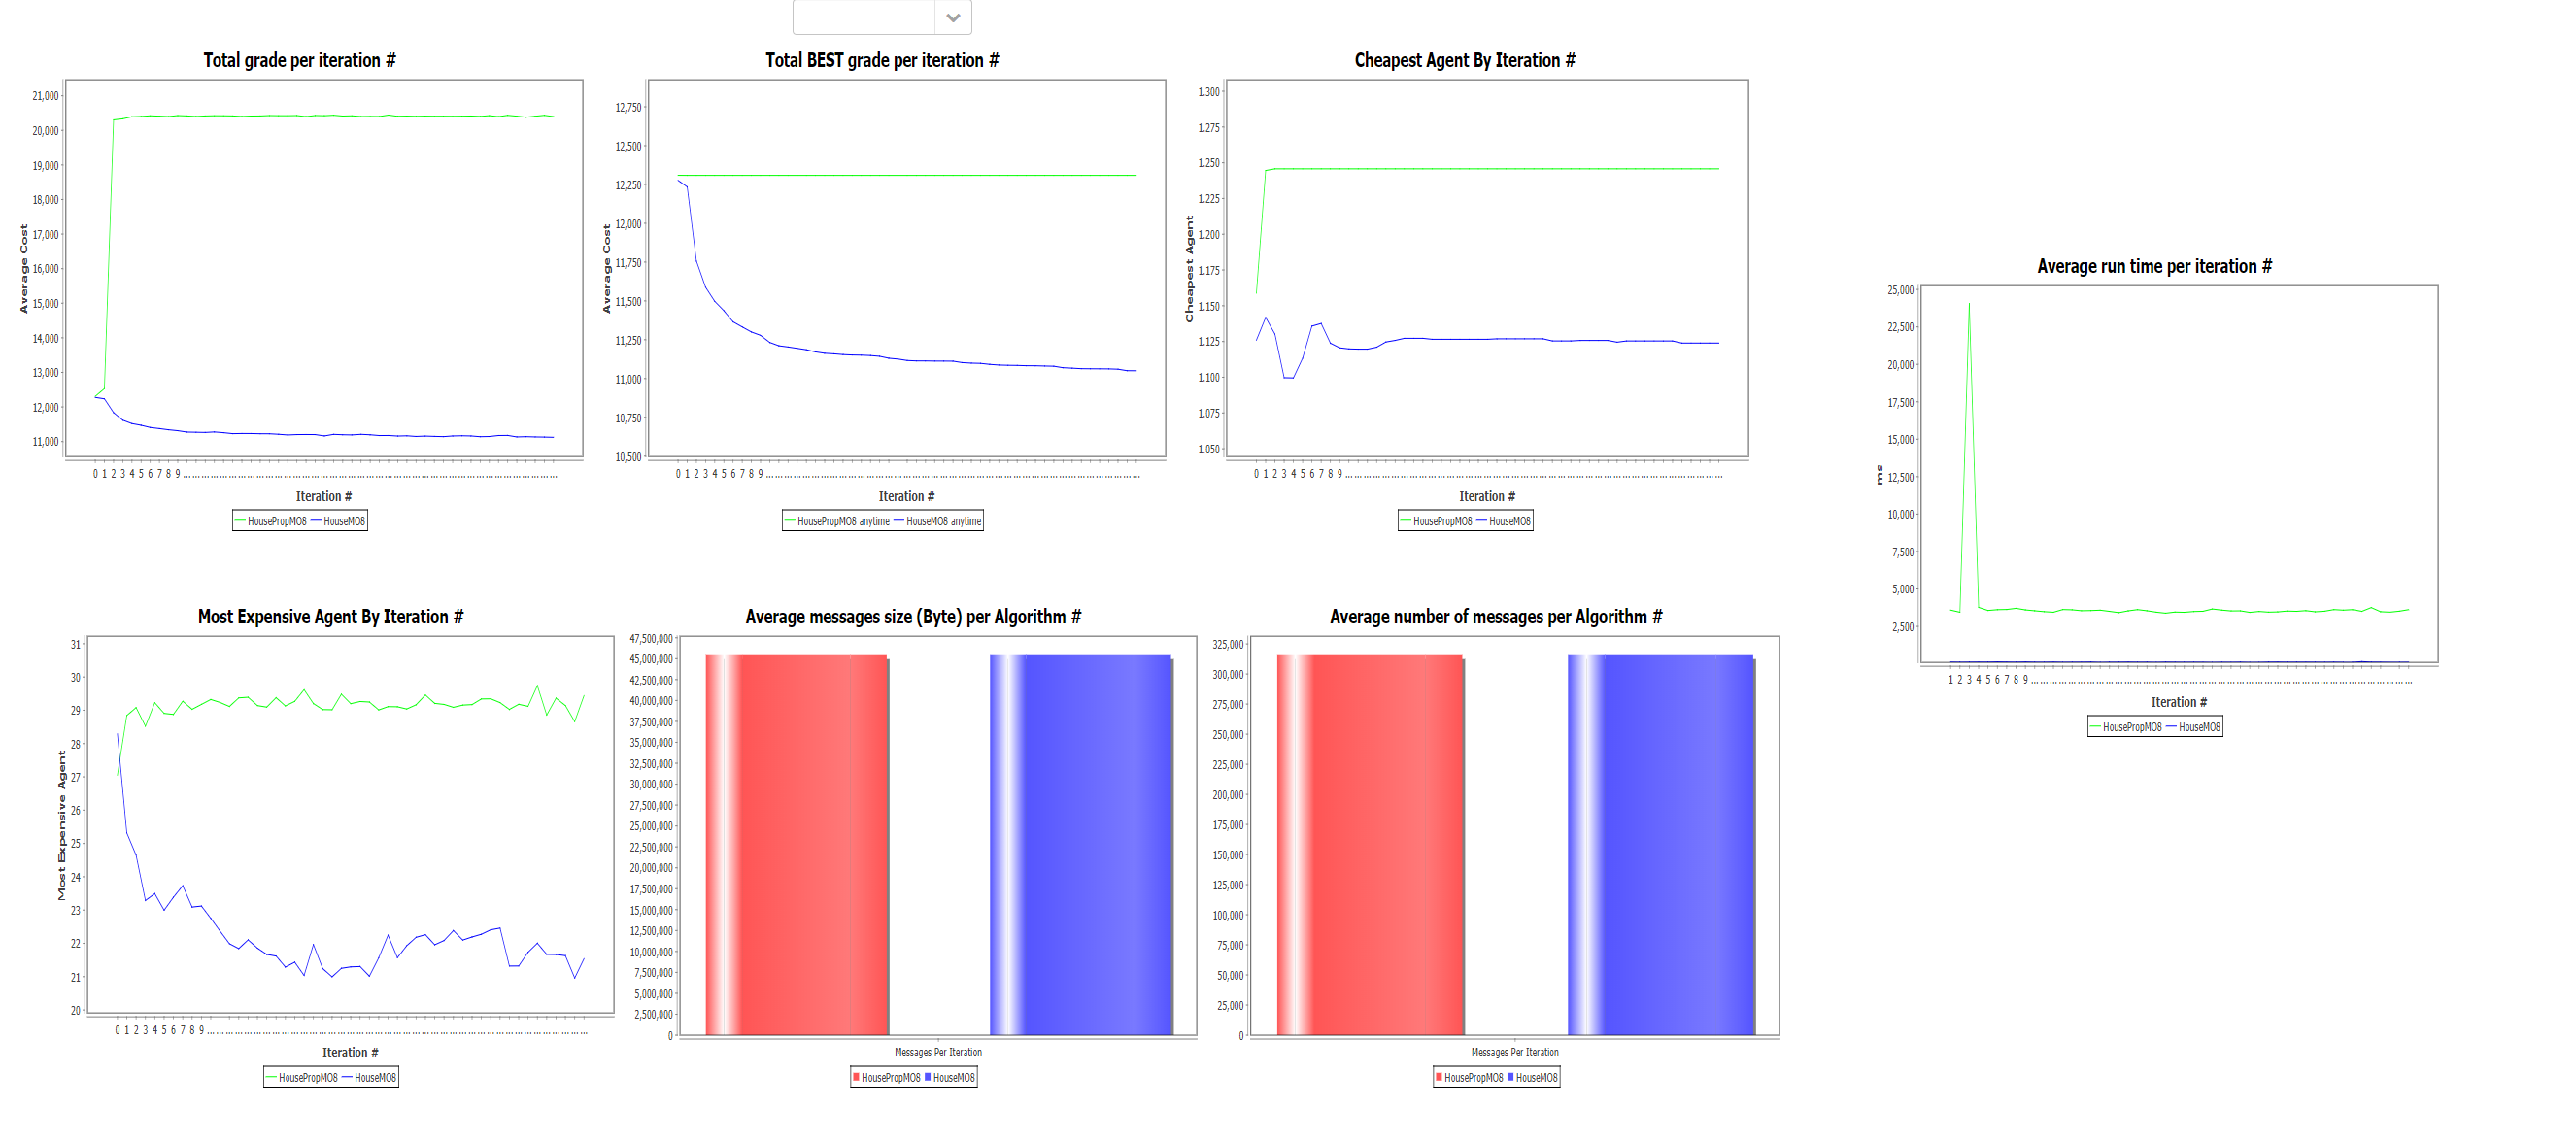 Total grade per iteration #
21,000
20,000
19,000
18,000
17,000
16,000
15,000
14,000
13,000
12,000
11,000
Average Cost
0 1 2 3 4 5 6 7 8 9 ...
Iteration #
HousePropMO8 HouseMO8
Total BEST grade per iteration #
12,750
12,500
12,250
12,000
11,750
11,500
11,250
11,000
10,750
10,500
Average Cost
0 1 2 3 4 5 6 7 8 9 ...
Iteration #
HousePropMO8 anytime HouseMO8 anytime
Cheapest Agent By Iteration #
1.300
1.275
1.250
1.225
1.200
1.175
1.150
1.125
1.100
1.075
1.050
Cheapest Agent
0 1 2 3 4 5 6 7 8 9 ...
Iteration #
HousePropMO8 HouseMO8
Average run time per iteration #
25,000
22,500
20,000
17,500
15,000
12,500
10,000
7,500
5,000
2,500
ms
1 2 3 4 5 6 7 8 9 ...
Iteration #
HousePropMO8 HouseMO8
Most Expensive Agent By Iteration #
31
30
29
28
27
26
25
24
23
22
21
20
Most Expensive Agent
0 1 2 3 4 5 6 7 8 9 ...
Iteration #
HousePropMO8 HouseMO8
Average messages size (Byte) per Algorithm #
47,500,000
45,000,000
42,500,000
40,000,000
37,500,000
35,000,000
32,500,000
30,000,000
27,500,000
25,000,000
22,500,000
20,000,000
17,500,000
15,000,000
12,500,000
10,000,000
7,500,000
5,000,000
2,500,000
0
Messages Per Iteration
HousePropMO8 HouseMO8
Average number of messages per Algorithm #
325,000
300,000
275,000
250,000
225,000
200,000
175,000
150,000
125,000
100,000
75,000
50,000
25,000
0
Messages Per Iteration
HousePropMO8 HouseMO8